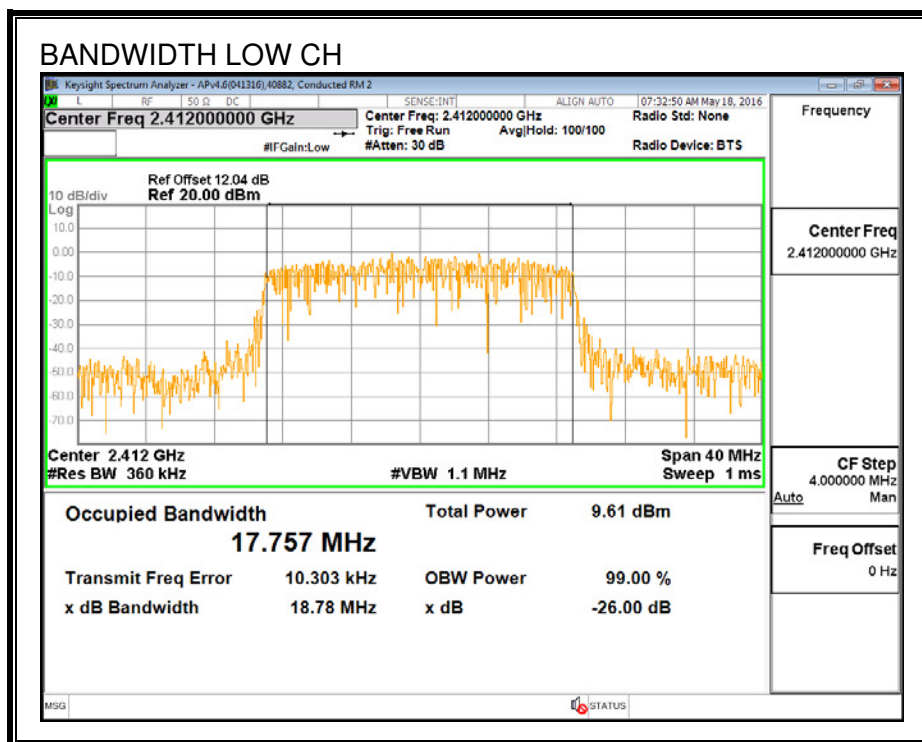 BANDWIDTH LOW CH
Keysight Spectrum Analyzer - APv4.6(041316),40882, Conducted RM 2
L RF 50 Ω DC SENSE:INT ALIGN AUTO 07:32:50 AM May 18, 2016
Center Freq 2.412000000 GHz
Center Freq: 2.412000000 GHz Radio Std: None
Trig: Free Run Avg|Hold: 100/100
#IFGain:Low #Atten: 30 dB Radio Device: BTS
Ref Offset 12.04 dB
10 dB/div Ref 20.00 dBm
Log
10.0
0.00
-10.0
-20.0
-30.0
-40.0
-50.0
-60.0
-70.0
Center 2.412 GHz Span 40 MHz
#Res BW 360 kHz #VBW 1.1 MHz Sweep 1 ms
Occupied Bandwidth Total Power 9.61 dBm
17.757 MHz
Transmit Freq Error 10.303 kHz OBW Power 99.00 %
x dB Bandwidth 18.78 MHz x dB -26.00 dB
Frequency
Center Freq
2.412000000 GHz
CF Step
4.000000 MHz
Auto Man
Freq Offset
0 Hz
MSG STATUS